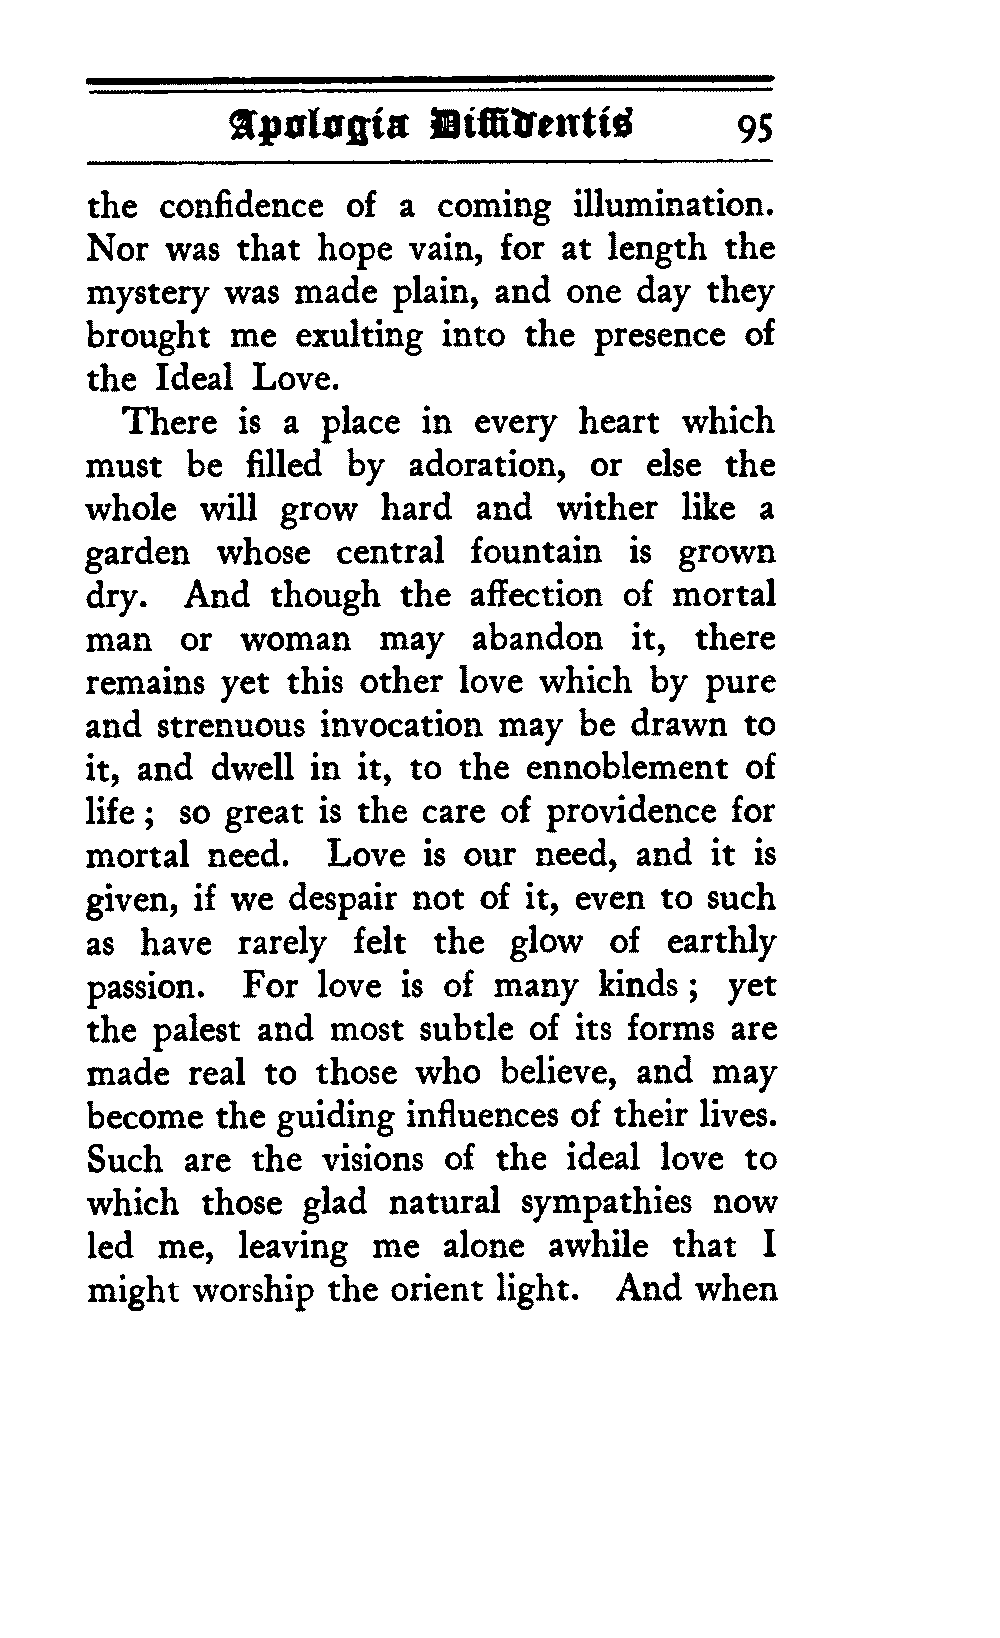 Apologia Diffidentis 95
the confidence of a coming illumination.
Nor was that hope vain, for at length the
mystery was made plain, and one day they
brought me exulting into the presence of
the Ideal Love.
There is a place in every heart which
must be filled by adoration, or else the
whole will grow hard and wither like a
garden whose central fountain is grown
dry. And though the affection of mortal
man or woman may abandon it, there
remains yet this other love which by pure
and strenuous invocation may be drawn to
it, and dwell in it, to the ennoblement of
life ; so great is the care of providence for
mortal need. Love is our need, and it is
given, if we despair not of it, even to such
as have rarely felt the glow of earthly
passion. For love is of many kinds ; yet
the palest and most subtle of its forms are
made real to those who believe, and may
become the guiding influences of their lives.
Such are the visions of the ideal love to
which those glad natural sympathies now
led me, leaving me alone awhile that I
might worship the orient light. And when